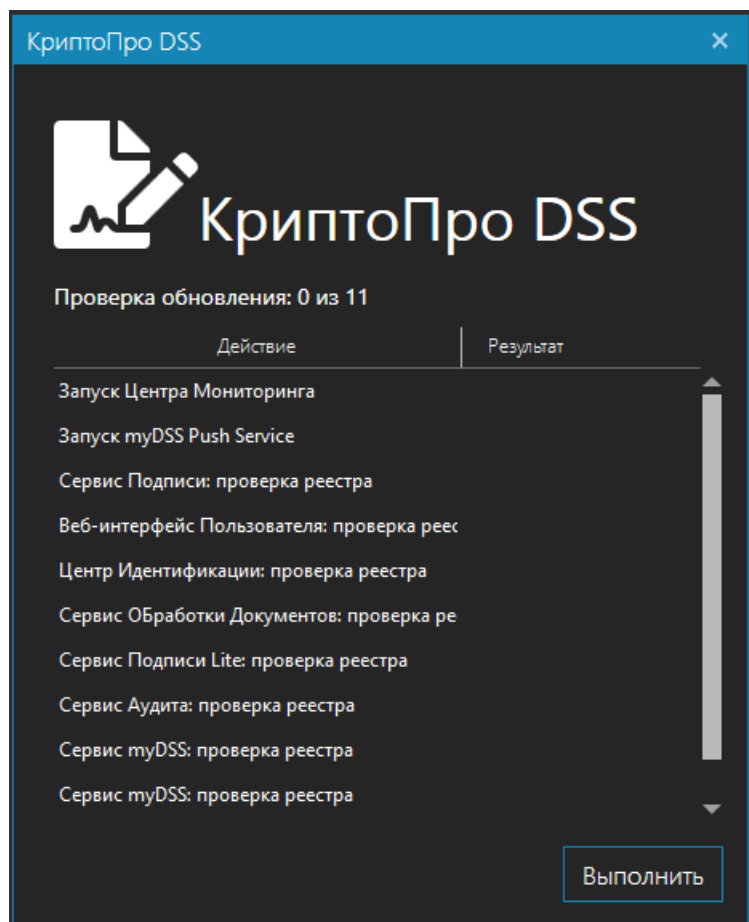 КриптоПро DSS
КриптоПро DSS
Проверка обновления: 0 из 11
Действие Результат
Запуск Центра Мониторинга
Запуск myDSS Push Service
Сервис Подписи: проверка реестра
Веб-интерфейс Пользователя: проверка реес
Центр Идентификации: проверка реестра
Сервис ОБработки Документов: проверка ре
Сервис Подписи Lite: проверка реестра
Сервис Аудита: проверка реестра
Сервис myDSS: проверка реестра
Сервис myDSS: проверка реестра
Выполнить